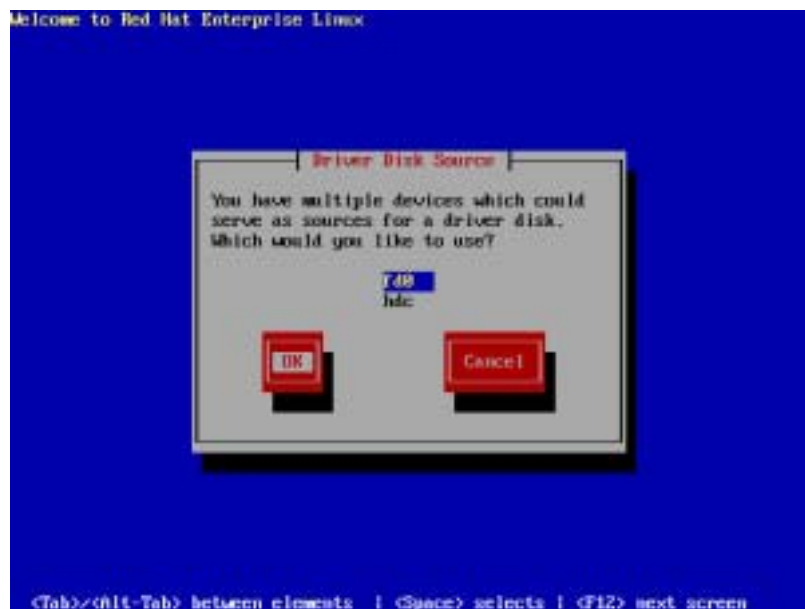 Welcome to Red Hat Enterprise Linux
Driver Disk Source
You have multiple devices which could
serve as sources for a driver disk.
Which would you like to use?
fd0
hdc
OK
Cancel
<Tab>/<Alt-Tab> between elements | <Space> selects | <F12> next screen